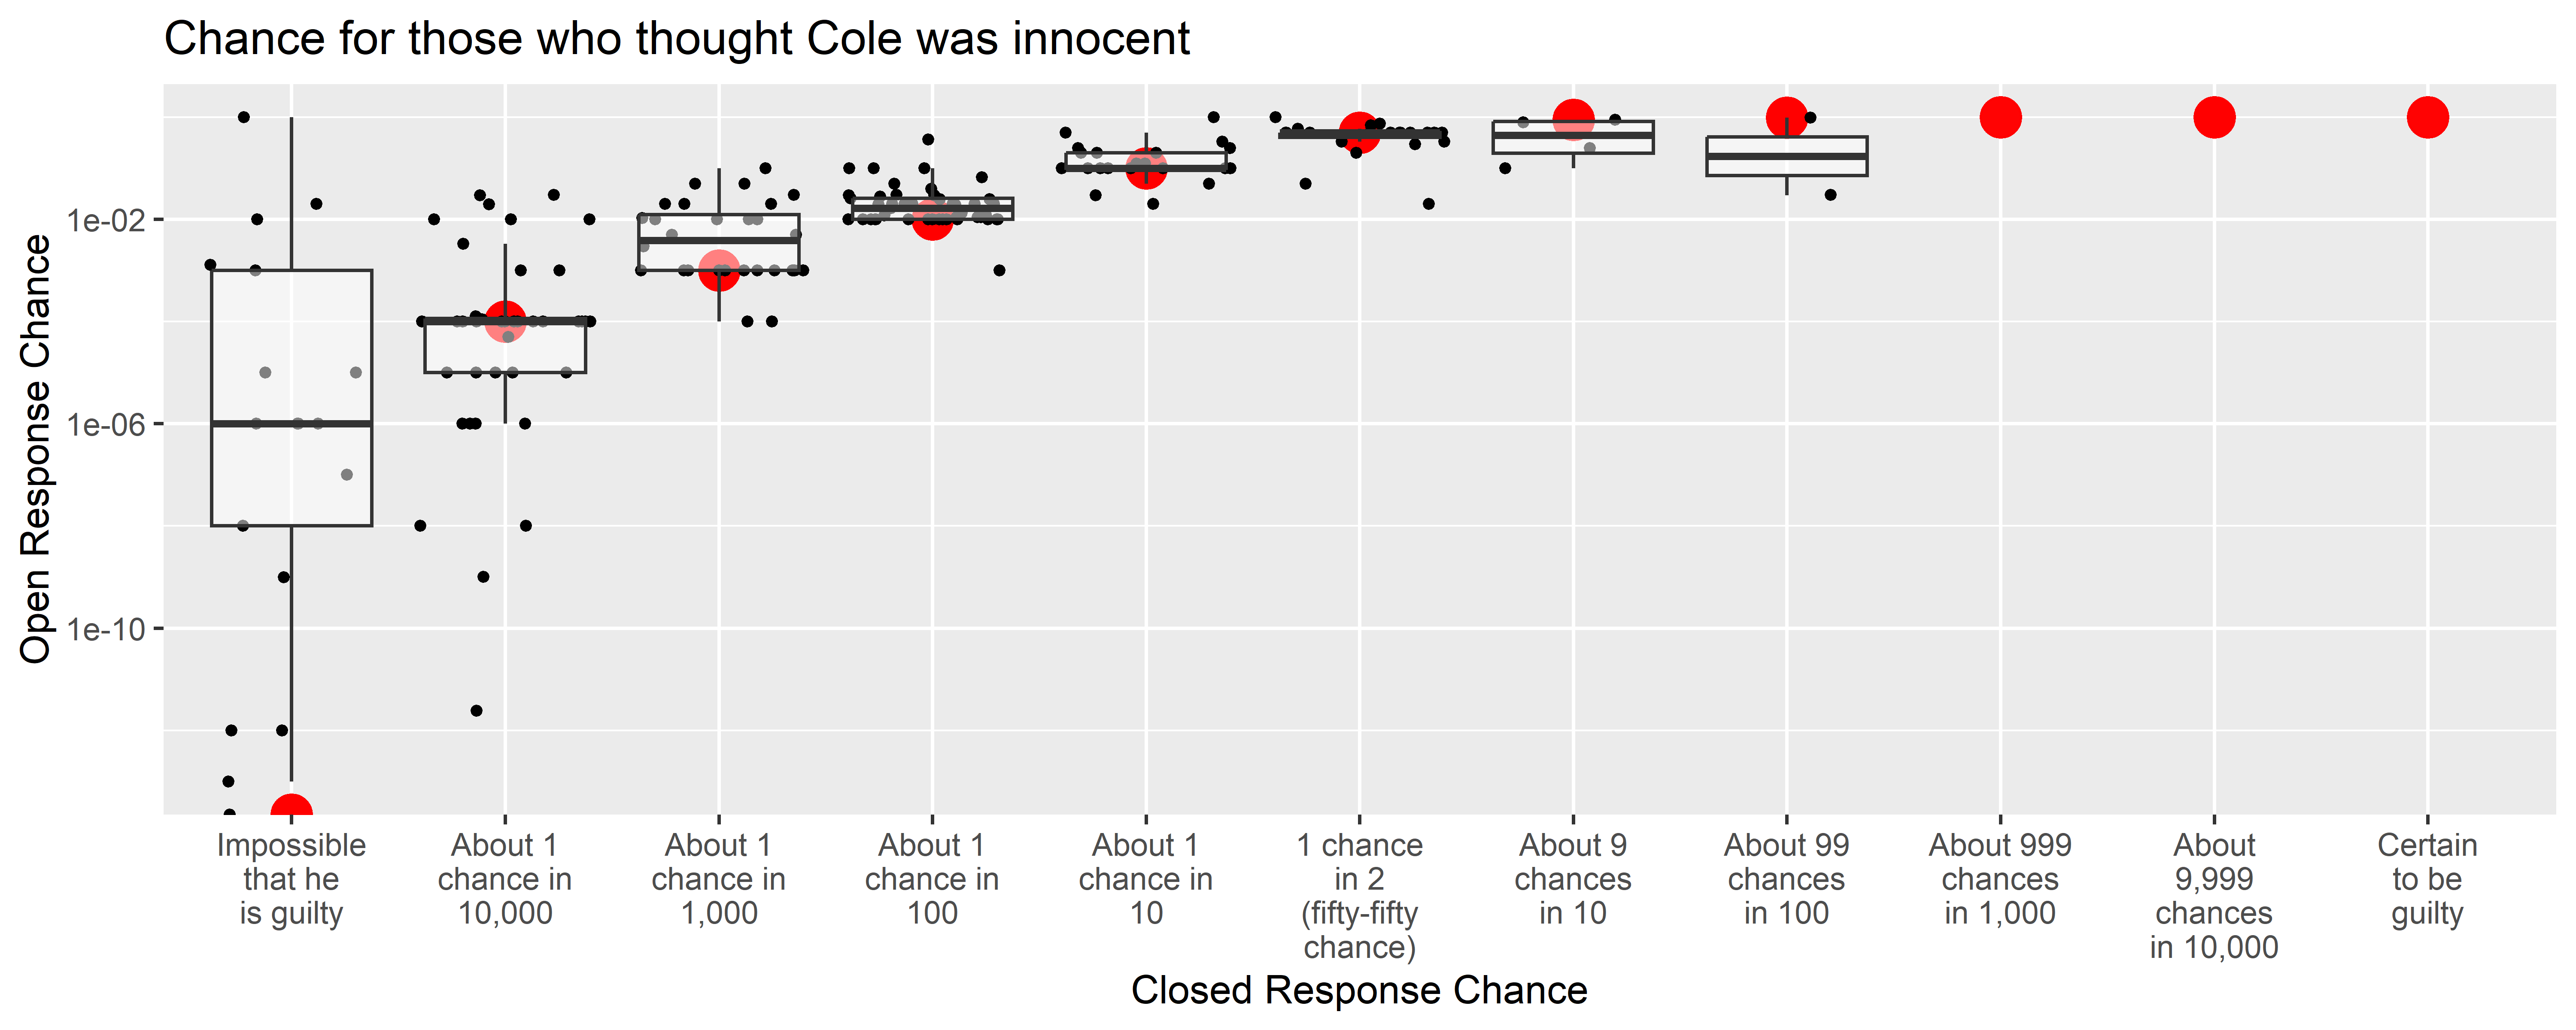 Chance for those who thought Cole was innocent
Open Response Chance
1e-02
1e-06
1e-10
Impossible
that he
is guilty
About 1
chance in
10,000
About 1
chance in
1,000
About 1
chance in
100
About 1
chance in
10
1 chance
in 2
(fifty-fifty
chance)
About 9
chances
in 10
About 99
chances
in 100
About 999
chances
in 1,000
About
9,999
chances
in 10,000
Certain
to be
guilty
Closed Response Chance